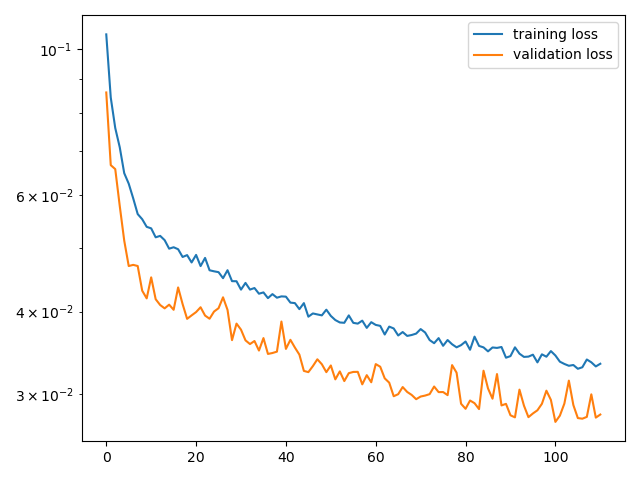 training loss
validation loss
10⁻¹
6 × 10⁻²
4 × 10⁻²
3 × 10⁻²
0 20 40 60 80 100